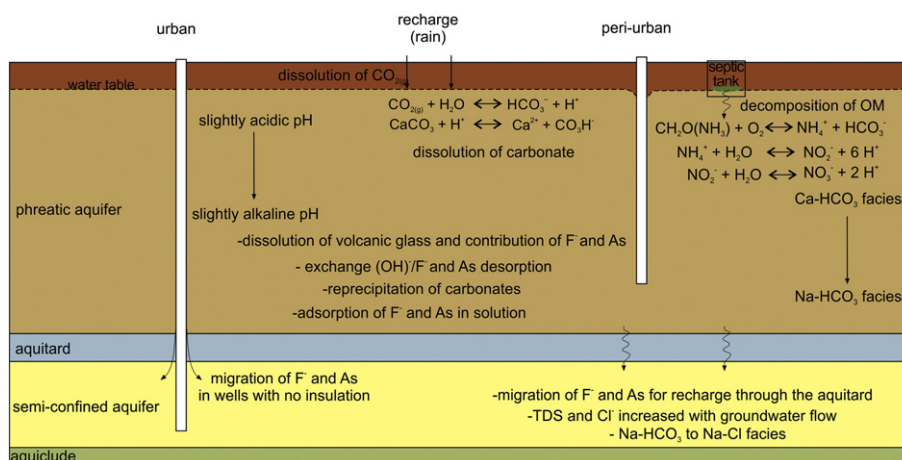 urban
recharge
(rain)
peri-urban
water table
dissolution of CO₂₍g₎
septic
tank
CO₂₍g₎ + H₂O ⟷ HCO₃⁻ + H⁺
CaCO₃ + H⁺ ⟷ Ca²⁺ + CO₃H⁻
dissolution of carbonate
decomposition of OM
CH₂O(NH₃) + O₂ ⟷ NH₄⁺ + HCO₃⁻
NH₄⁺ + H₂O ⟷ NO₂⁻ + 6 H⁺
NO₂⁻ + H₂O ⟷ NO₃⁻ + 2 H⁺
Ca-HCO₃ facies
Na-HCO₃ facies
slightly acidic pH
slightly alkaline pH
phreatic aquifer
-dissolution of volcanic glass and contribution of F⁻ and As
- exchange (OH)⁻/F⁻ and As desorption
-reprecipitation of carbonates
-adsorption of F⁻ and As in solution
aquitard
semi-confined aquifer
migration of F⁻ and As
in wells with no insulation
-migration of F⁻ and As for recharge through the aquitard
-TDS and Cl⁻ increased with groundwater flow
- Na-HCO₃ to Na-Cl facies
aquiclude